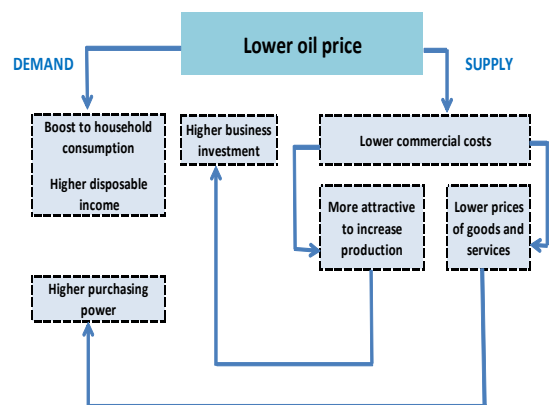 Lower oil price
DEMAND
SUPPLY
Boost to household
consumption
Higher disposable
income
Higher business
investment
Lower commercial costs
More attractive
to increase
production
Lower prices
of goods and
services
Higher purchasing
power